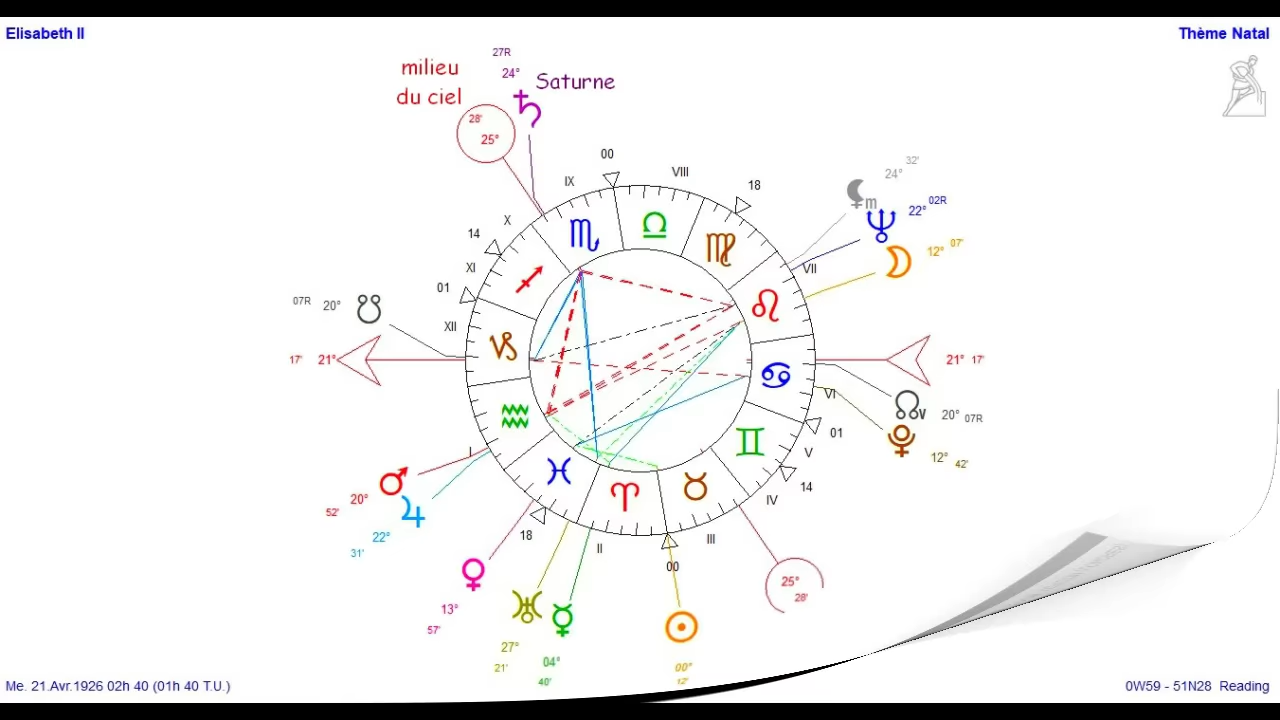 Elisabeth II
Thème Natal
27R
24°
Saturne
milieu
du ciel
28'
25°
00
VIII
18
32'
24°
m
22° 02R
12° 07'
IX
X
14
XI
01
VII
07R 20°
XII
17' 21°
21° 17'
VI
20° 07R
01
12° 42'
V
14
IV
I
20°
52'
22°
31'
18
II
III
00
25°
28'
13°
57'
27°
21'
04°
40'
00°
12'
Me. 21.Avr.1926 02h 40 (01h 40 T.U.)
0W59 - 51N28 Reading